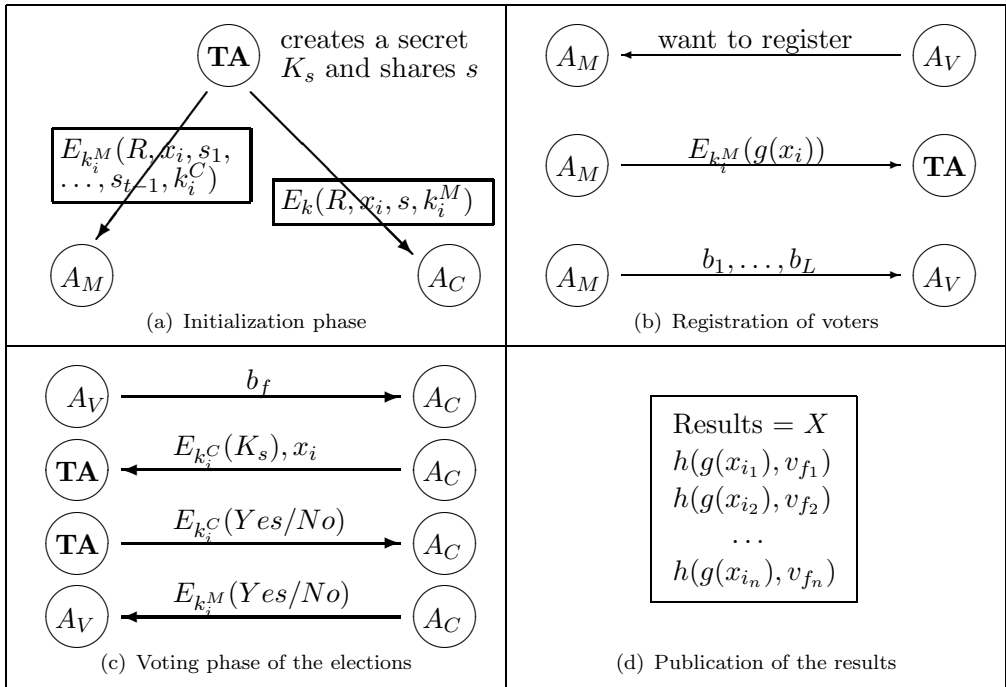 TA
creates a secret
K_s and shares s
E_{k_i^M}(R, x_i, s_1,
..., s_{t-1}, k_i^C)
E_k(R, x_i, s, k_i^M)
A_M
A_C
(a) Initialization phase
A_M
want to register
A_V
A_M
E_{k_i^M}(g(x_i))
TA
A_M
b_1, ..., b_L
A_V
(b) Registration of voters
A_V
b_f
A_C
TA
E_{k_i^C}(K_s), x_i
A_C
TA
E_{k_i^C}(Yes/No)
A_C
A_V
E_{k_i^M}(Yes/No)
A_C
(c) Voting phase of the elections
Results = X
h(g(x_{i_1}), v_{f_1})
h(g(x_{i_2}), v_{f_2})
...
h(g(x_{i_n}), v_{f_n})
(d) Publication of the results